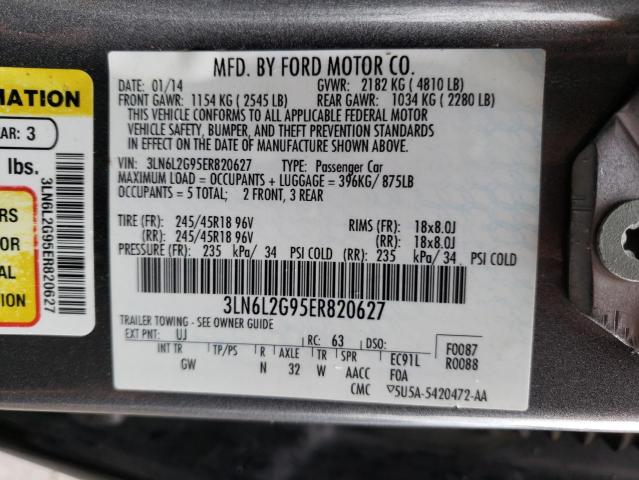 MFD. BY FORD MOTOR CO.
DATE: 01/14 GVWR: 2182 KG ( 4810 LB)
FRONT GAWR: 1154 KG ( 2545 LB) REAR GAWR: 1034 KG ( 2280 LB)
THIS VEHICLE CONFORMS TO ALL APPLICABLE FEDERAL MOTOR
VEHICLE SAFETY, BUMPER, AND THEFT PREVENTION STANDARDS
IN EFFECT ON THE DATE OF MANUFACTURE SHOWN ABOVE.
VIN: 3LN6L2G95ER820627 TYPE: Passenger Car
MAXIMUM LOAD = OCCUPANTS + LUGGAGE = 396KG/ 875LB
OCCUPANTS = 5 TOTAL; 2 FRONT, 3 REAR
TIRE (FR): 245/45R18 96V RIMS (FR): 18x8.0J
(RR): 245/45R18 96V (RR): 18x8.0J
PRESSURE (FR): 235 kPa/ 34 PSI COLD (RR): 235 kPa/ 34 PSI COLD
3LN6L2G95ER820627
TRAILER TOWING - SEE OWNER GUIDE
EXT PNT: UJ RC: 63 DSO:
F0087
R0088
INT TR TP/PS R AXLE TR SPR EC91L
GW N 32 W AACC F0A
CMC ▽5U5A-5420472-AA
MATION
AR: 3
lbs.
RS
OR
AL
ION
3LN6L2G95ER820627